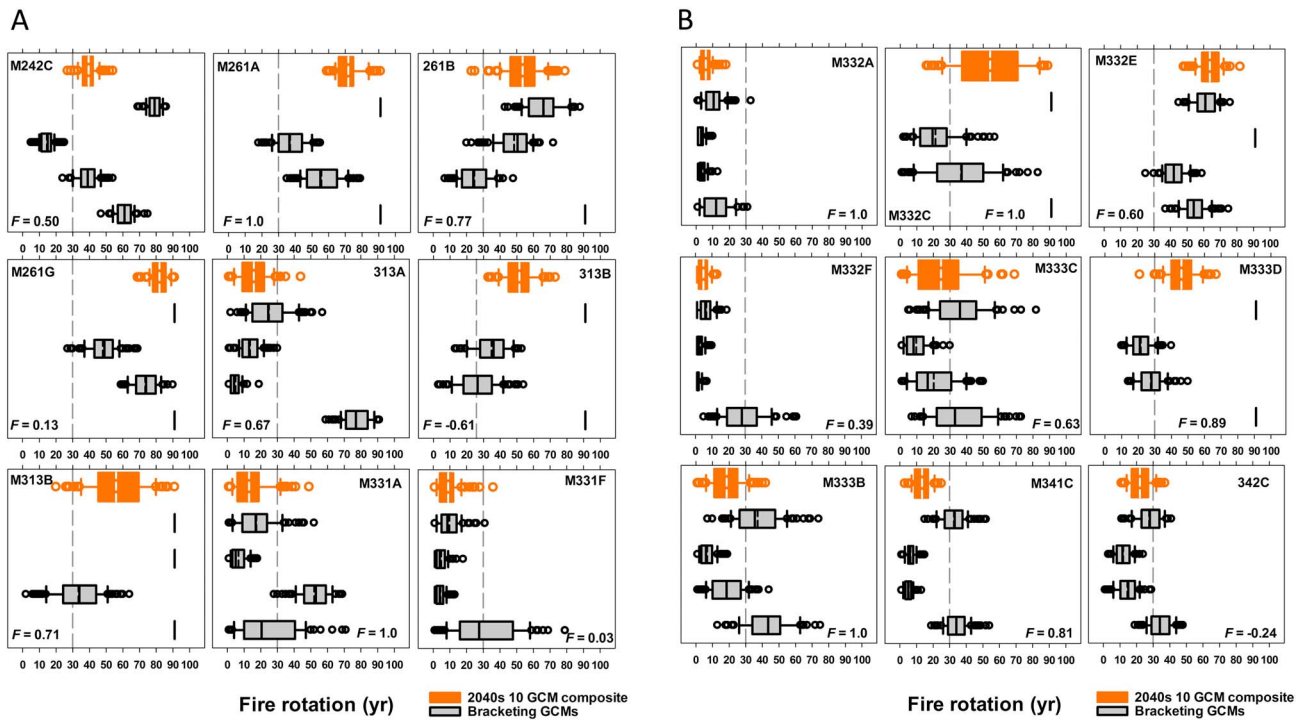 A
B
M242C
M261A
261B
F = 0.50
F = 1.0
F = 0.77
0 10 20 30 40 50 60 70 80 90 100
0 10 20 30 40 50 60 70 80 90 100
0 10 20 30 40 50 60 70 80 90 100
M261G
313A
313B
F = 0.13
F = 0.67
F = -0.61
0 10 20 30 40 50 60 70 80 90 100
0 10 20 30 40 50 60 70 80 90 100
0 10 20 30 40 50 60 70 80 90 100
M313B
M331A
M331F
F = 0.71
F = 1.0
F = 0.03
0 10 20 30 40 50 60 70 80 90 100
0 10 20 30 40 50 60 70 80 90 100
0 10 20 30 40 50 60 70 80 90 100
Fire rotation (yr)
2040s 10 GCM composite
Bracketing GCMs
M332A
M332C
M332E
F = 1.0
F = 1.0
F = 0.60
0 10 20 30 40 50 60 70 80 90 100
0 10 20 30 40 50 60 70 80 90 100
0 10 20 30 40 50 60 70 80 90 100
M332F
M333C
M333D
F = 0.39
F = 0.63
F = 0.89
0 10 20 30 40 50 60 70 80 90 100
0 10 20 30 40 50 60 70 80 90 100
0 10 20 30 40 50 60 70 80 90 100
M333B
M341C
342C
F = 1.0
F = 0.81
F = -0.24
0 10 20 30 40 50 60 70 80 90 100
0 10 20 30 40 50 60 70 80 90 100
0 10 20 30 40 50 60 70 80 90 100
Fire rotation (yr)
2040s 10 GCM composite
Bracketing GCMs